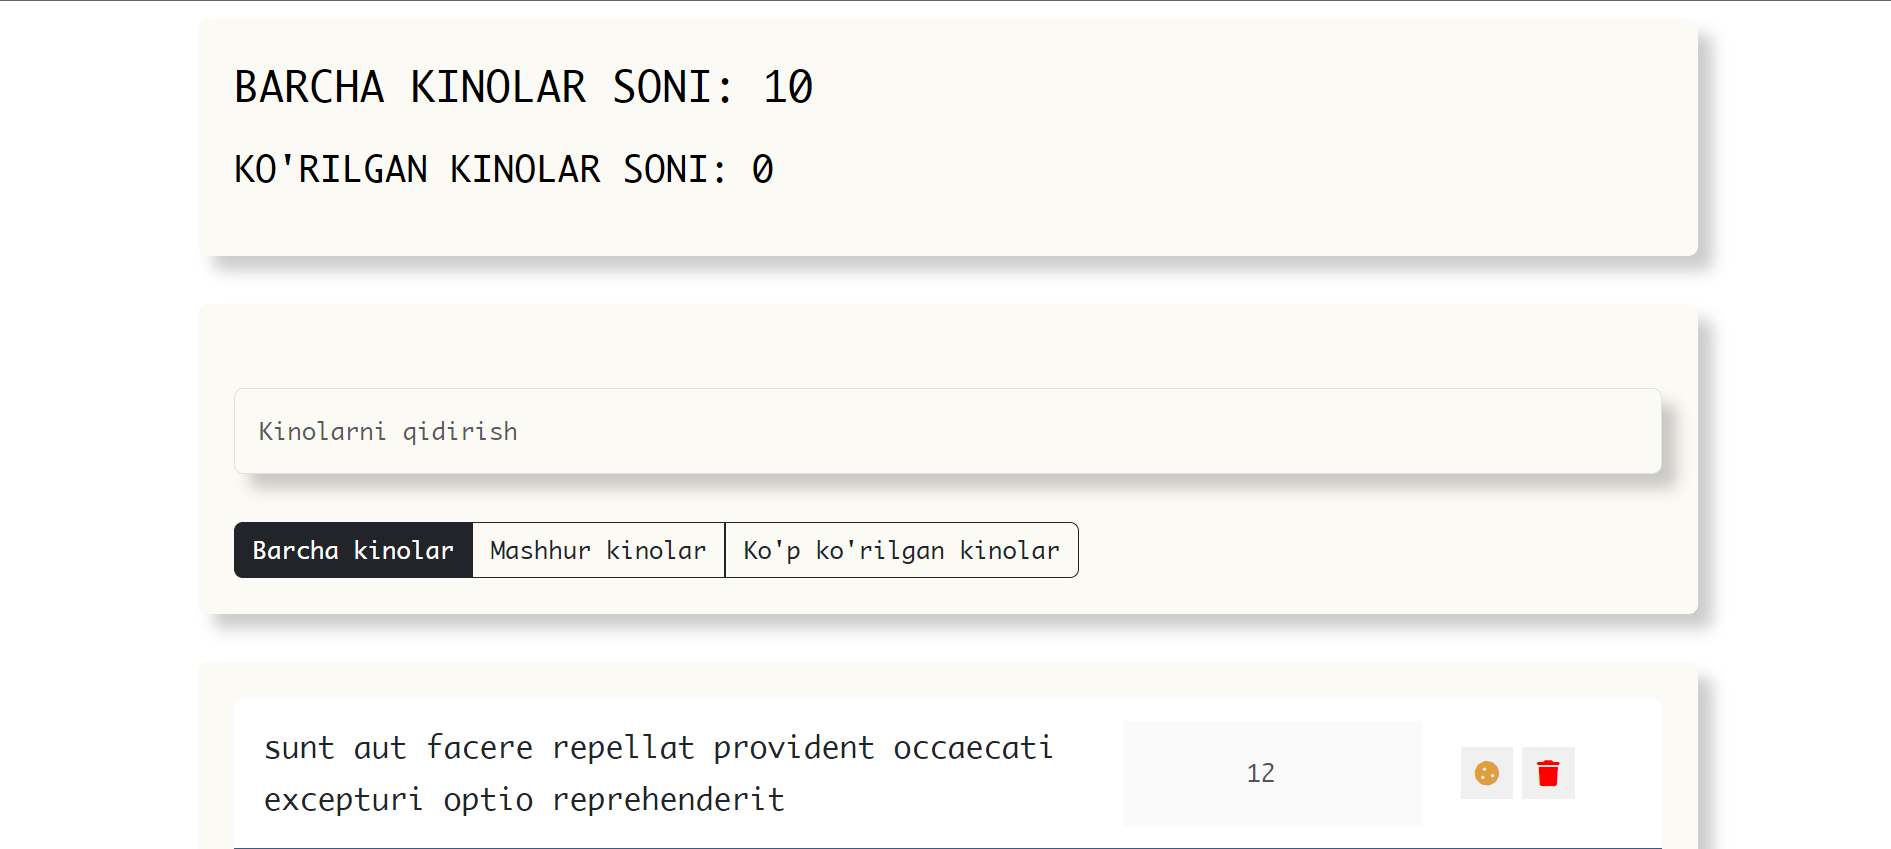 BARCHA KINOLAR SONI: 10
KO'RILGAN KINOLAR SONI: 0
Kinolarni qidirish
Barcha kinolar Mashhur kinolar Ko'p ko'rilgan kinolar
sunt aut facere repellat provident occaecati
excepturi optio reprehenderit
12